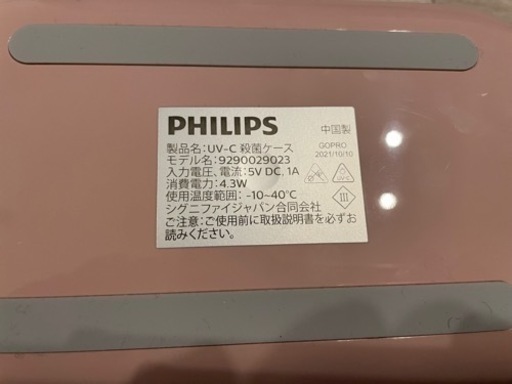 PHILIPS
中国製
製品名:UV-C 殺菌ケース
GOPRO
モデル名:9290029023
2021/10/10
入力電圧、電流:5V DC, 1A
消費電力:4.3W
使用温度範囲: -10~40℃
シグニファイジャパン合同会社
ご注意:ご使用前に取扱説明書を必ずお
読みください。